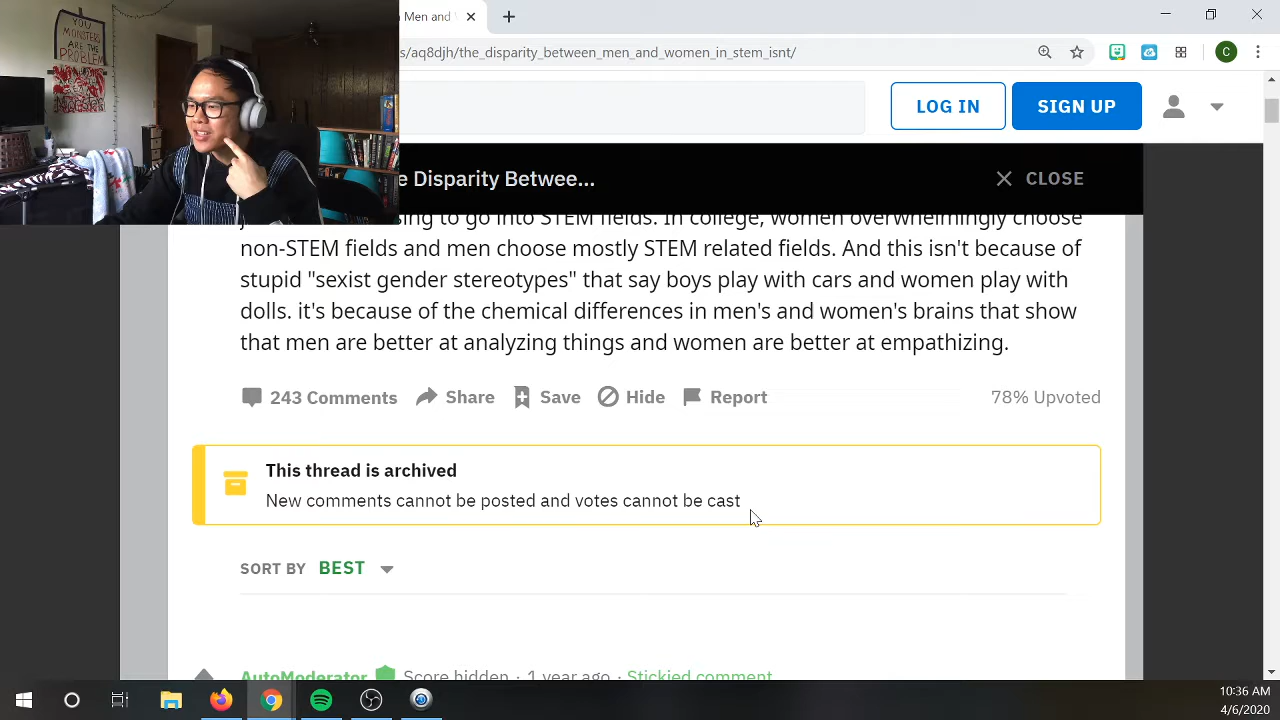 YOU
MONSTERS
ARE THE
PROBLEM
Men and
s/aq8djh/the_disparity_between_men_and_women_in_stem_isnt/
C
LOG IN
SIGN UP
e Disparity Betwee...
CLOSE
to go into STEM fields. In college, women overwhelmingly choose
non-STEM fields and men choose mostly STEM related fields. And this isn't because of
stupid "sexist gender stereotypes" that say boys play with cars and women play with
dolls. it's because of the chemical differences in men's and women's brains that show
that men are better at analyzing things and women are better at empathizing.
243 Comments Share Save Hide Report 78% Upvoted
This thread is archived
New comments cannot be posted and votes cannot be cast
SORT BY BEST
AutoModerator Score hidden · 1 year ago · Stickied comment
10:36 AM
4/6/2020